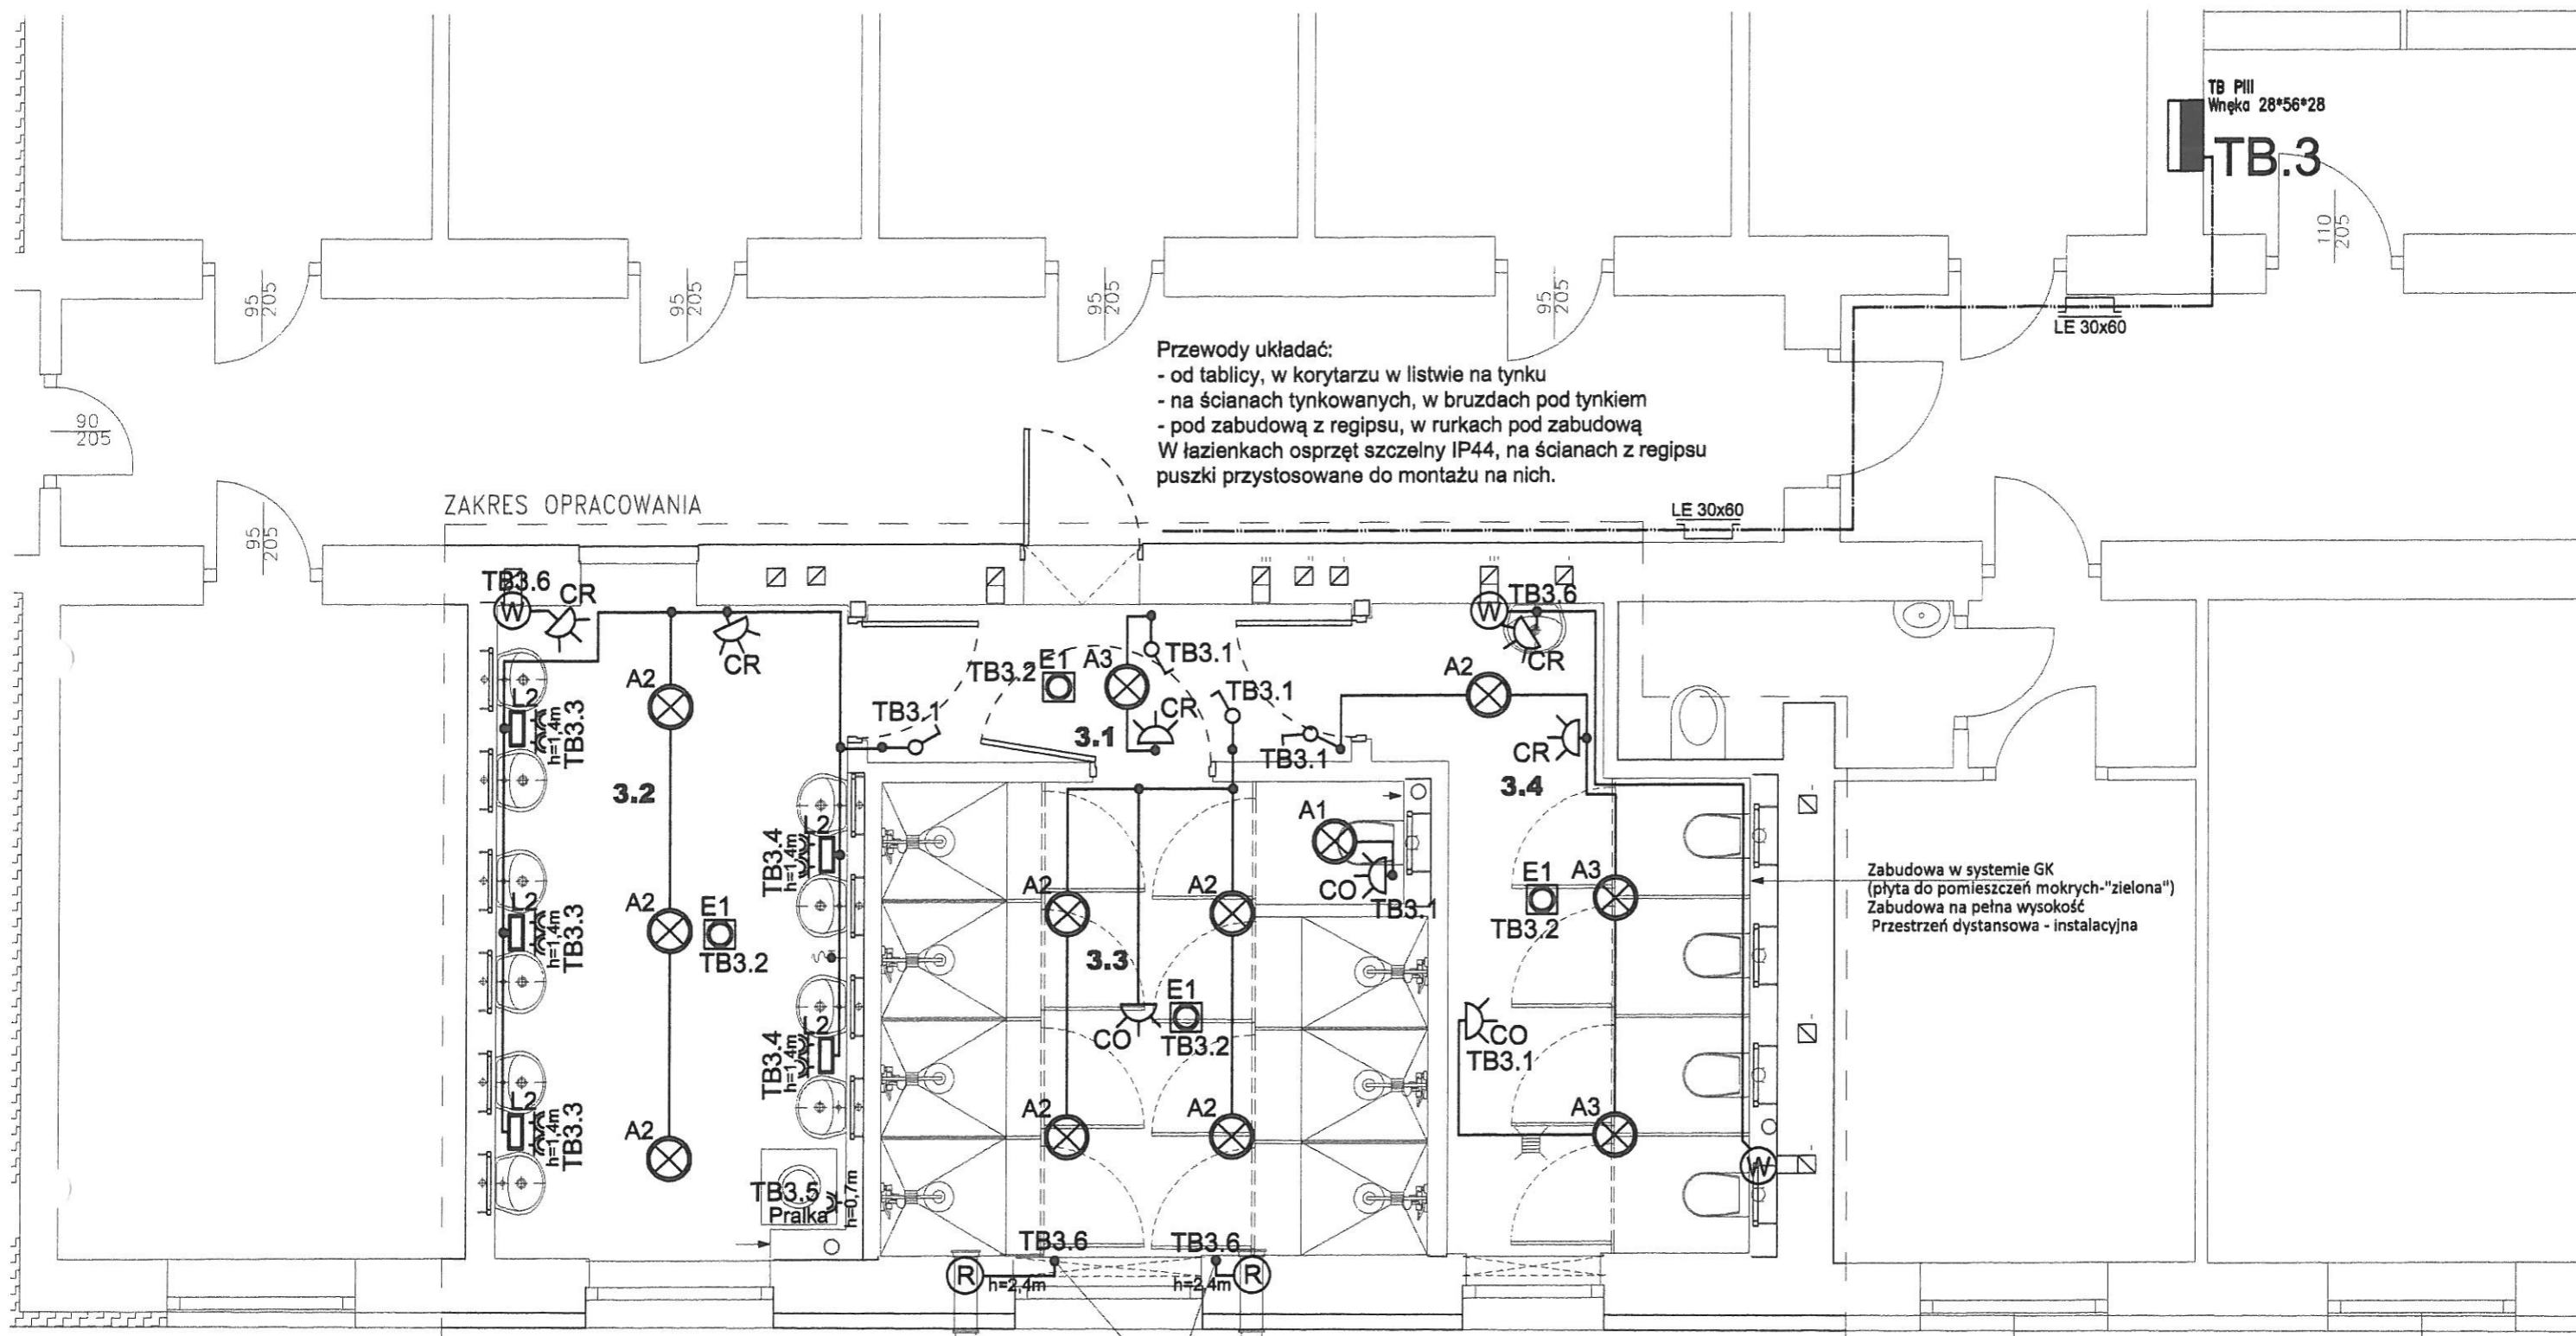 TB PIII
Wnęka 28*56*28
TB.3
110
205
95
205
95
205
95
205
95
205
LE 30x60
Przewody układać:
- od tablicy, w korytarzu w listwie na tynku
- na ścianach tynkowanych, w bruzdach pod tynkiem
- pod zabudową z regipsu, w rurkach pod zabudową
W łazienkach osprzęt szczelny IP44, na ścianach z regipsu
puszki przystosowane do montażu na nich.
90
205
ZAKRES OPRACOWANIA
95
205
LE 30x60
TB3.6
W
CR
CR
TB3.6
W
CR
TB3.2
E1
A3
TB3.1
A2
A2
L2
h=1,4m
TB3.3
TB3.1
CR
TB3.1
3.1
TB3.1
CR
3.2
3.4
L2
TB3.4
h=1,4m
A1
CO
TB3.1
E1
TB3.2
A3
Zabudowa w systemie GK
(płyta do pomieszczeń mokrych-"zielona")
Zabudowa na pełna wysokość
Przestrzeń dystansowa - instalacyjna
L2
h=1,4m
TB3.3
A2
E1
TB3.2
A2
A2
3.3
E1
CO
TB3.2
L2
TB3.4
h=1,4m
CO
TB3.1
L2
h=1,4m
TB3.3
A2
A2
A2
A3
W
TB3.5
Pralka
h=0,7m
TB3.6
TB3.6
R
h=2,4m
h=2,4m
R